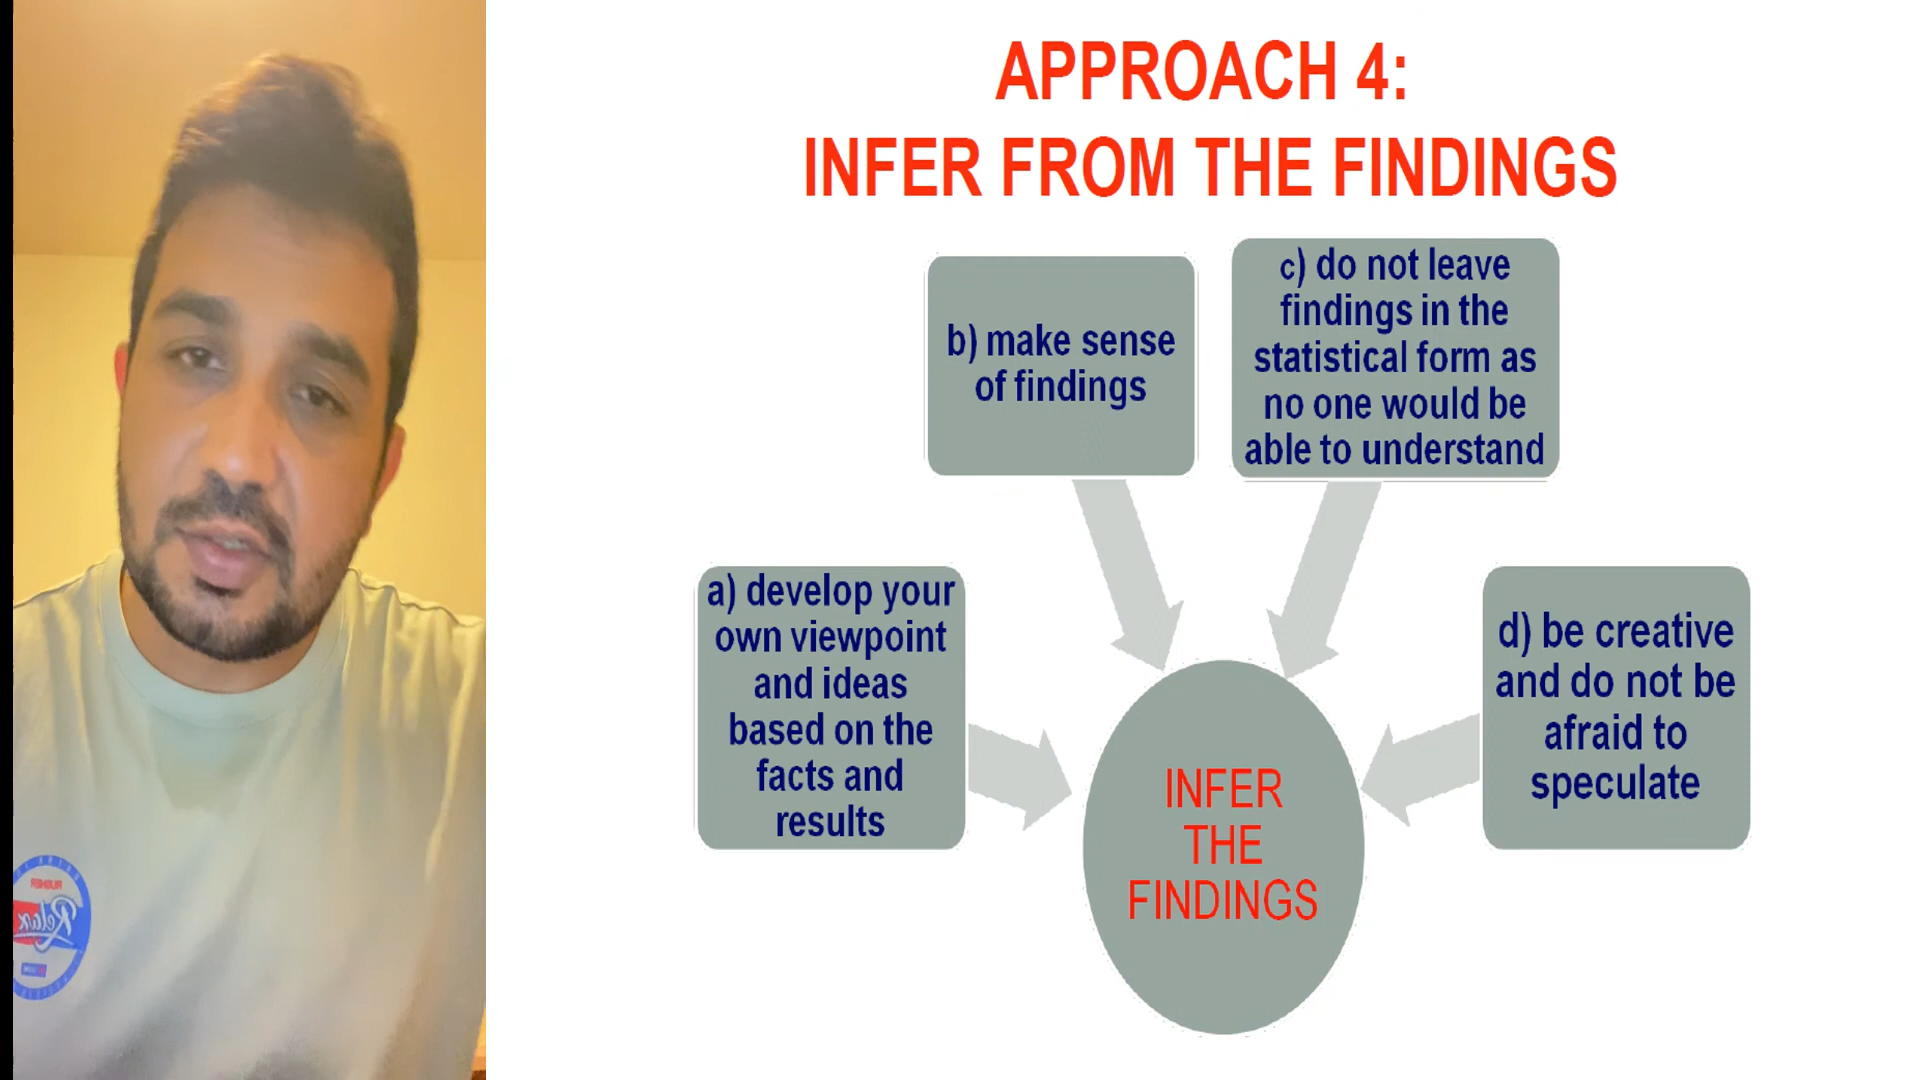 APPROACH 4:
INFER FROM THE FINDINGS
a) develop your
own viewpoint
and ideas
based on the
facts and
results
b) make sense
of findings
c) do not leave
findings in the
statistical form as
no one would be
able to understand
d) be creative
and do not be
afraid to
speculate
INFER
THE
FINDINGS
Relax